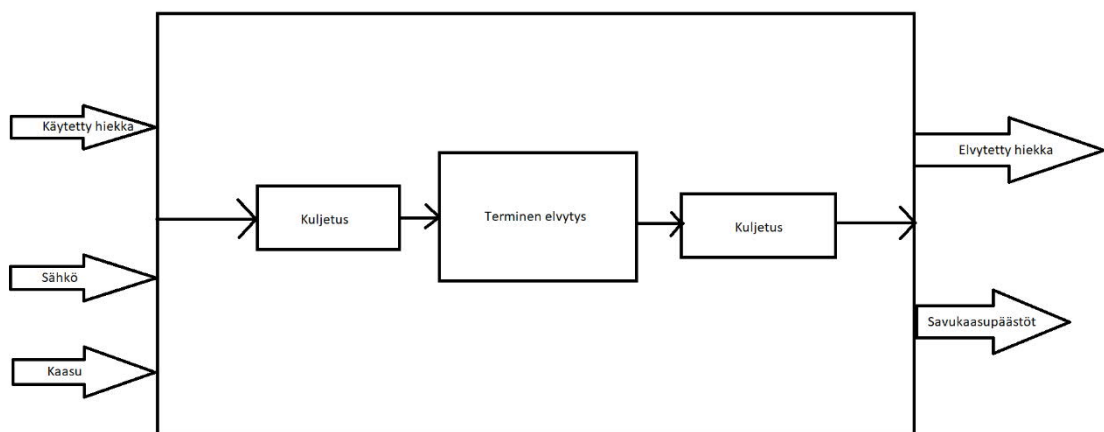 Käytetty hiekka
Sähkö
Kaasu
Kuljetus
Terminen elvytys
Kuljetus
Elvytetty hiekka
Savukaasupäästöt